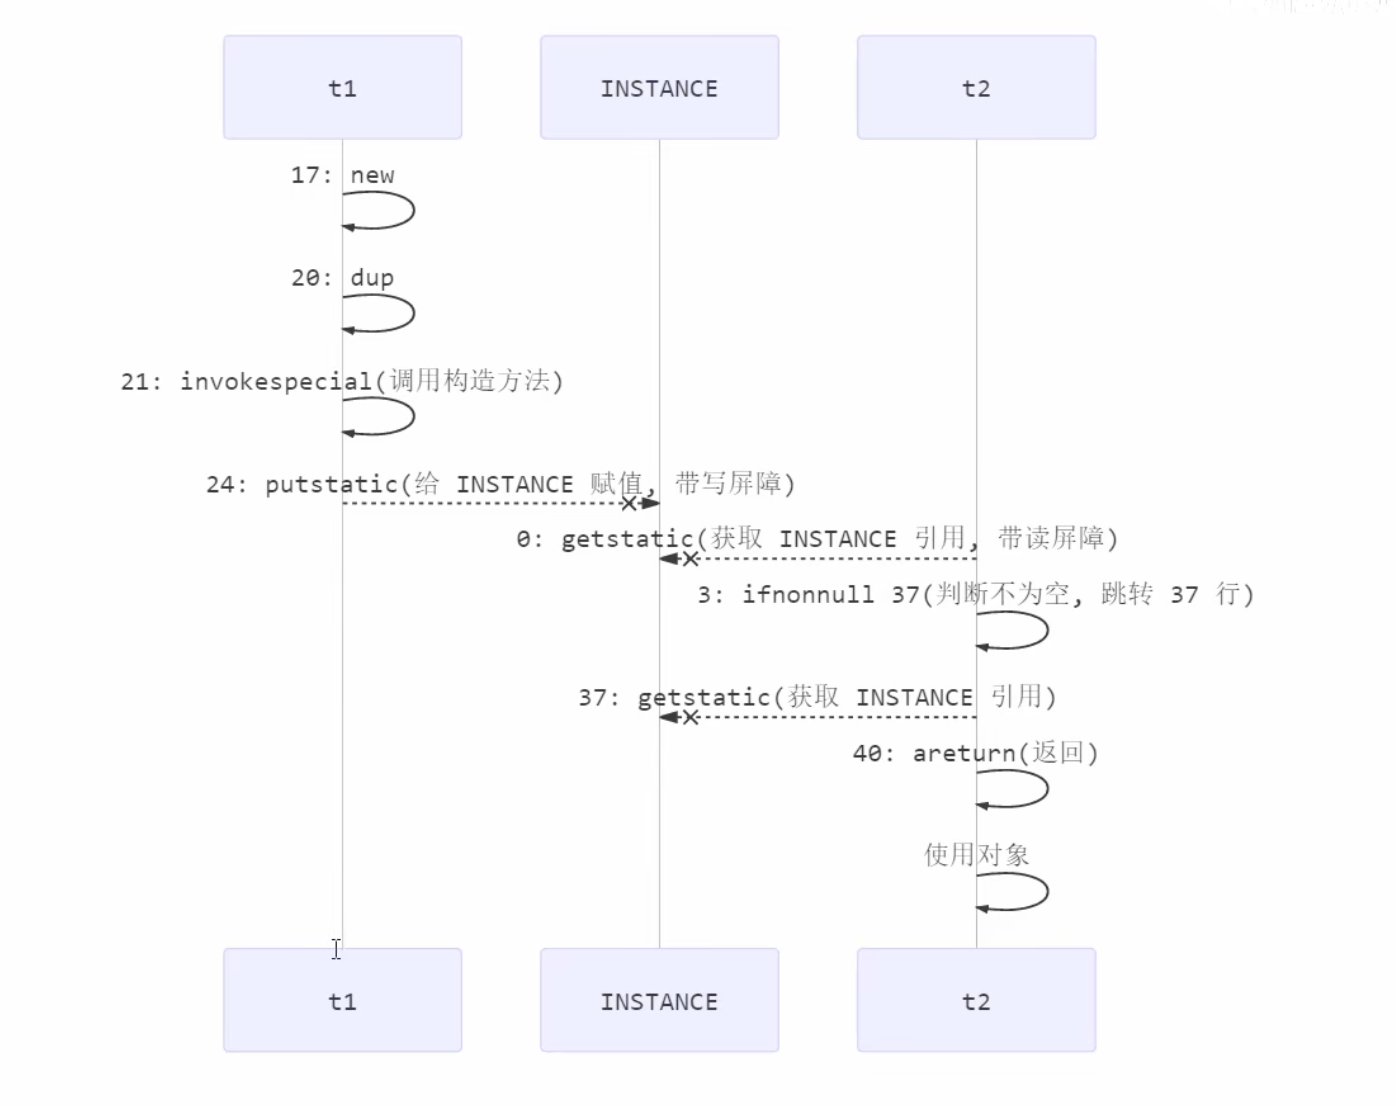 t1
INSTANCE
t2
17: new
20: dup
21: invokespecial(调用构造方法)
24: putstatic(给 INSTANCE 赋值, 带写屏障)
0: getstatic(获取 INSTANCE 引用, 带读屏障)
3: ifnonnull 37(判断不为空, 跳转 37 行)
37: getstatic(获取 INSTANCE 引用)
40: areturn(返回)
使用对象
t1
INSTANCE
t2